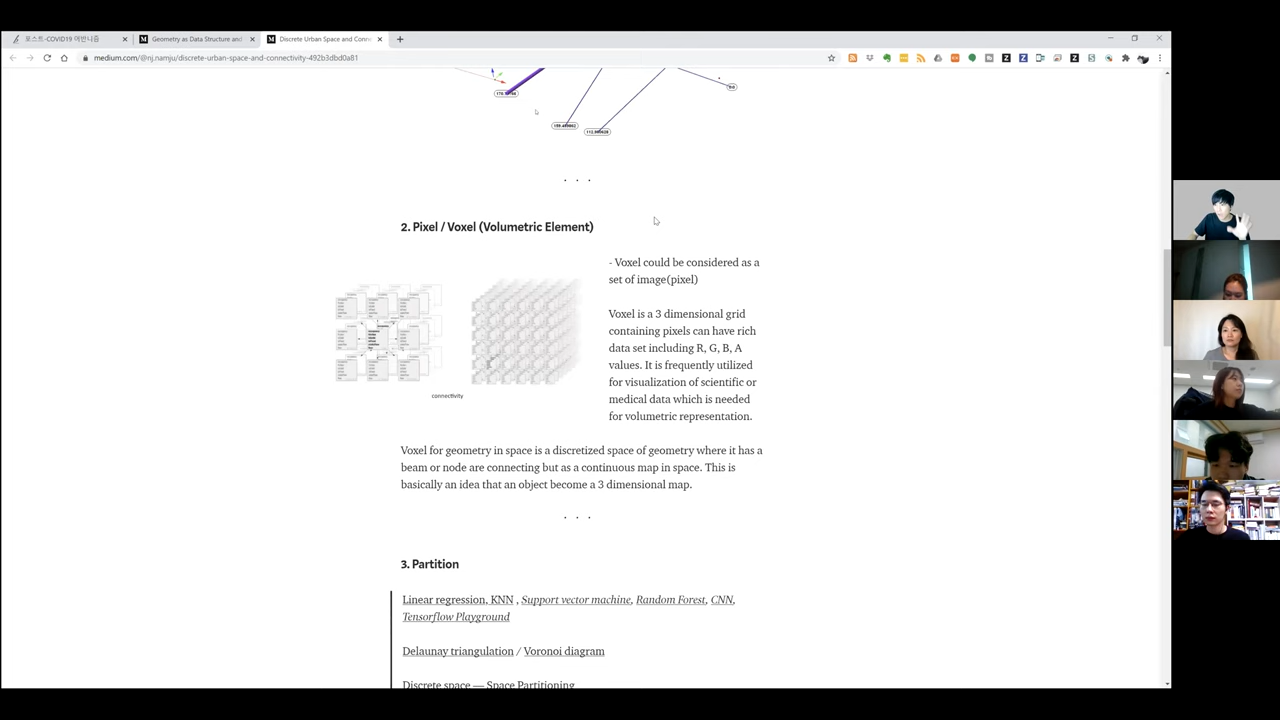 포스트-COVID19 어반나즘
Geometry as Data Structure and
Discrete Urban Space and Conne
medium.com/@nj.namju/discrete-urban-space-and-connectivity-492b3dbd0a81
2. Pixel / Voxel (Volumetric Element)
- Voxel could be considered as a
set of image(pixel)
Voxel is a 3 dimensional grid
containing pixels can have rich
data set including R, G, B, A
values. It is frequently utilized
for visualization of scientific or
medical data which is needed
for volumetric representation.
connectivity
Voxel for geometry in space is a discretized space of geometry where it has a
beam or node are connecting but as a continuous map in space. This is
basically an idea that an object become a 3 dimensional map.
3. Partition
Linear regression, KNN , Support vector machine, Random Forest, CNN,
Tensorflow Playground
Delaunay triangulation / Voronoi diagram
Discrete space — Space Partitioning